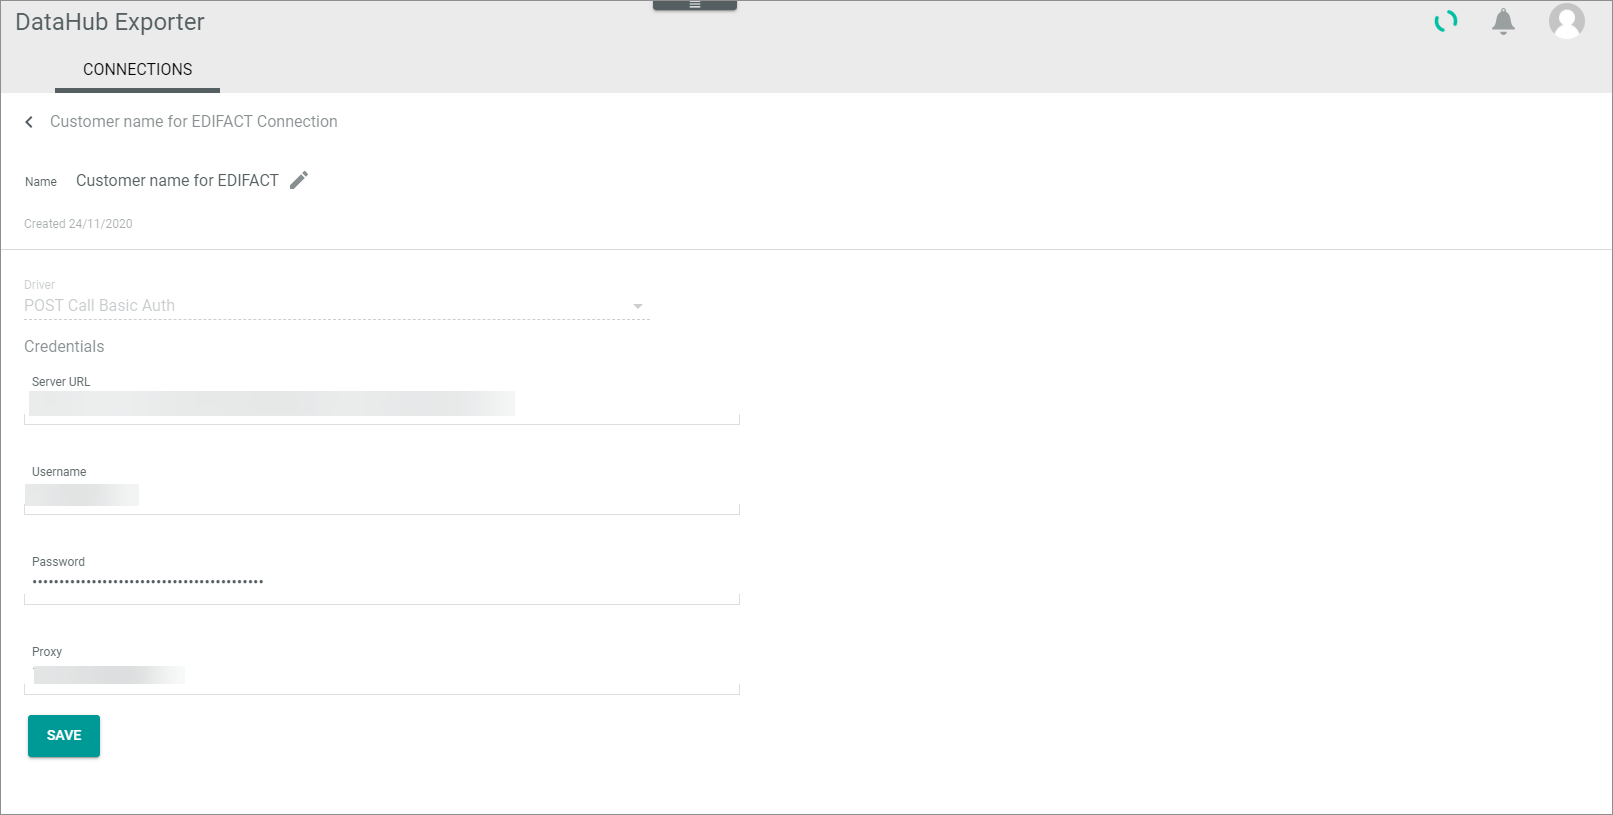 DataHub Exporter
CONNECTIONS
Customer name for EDIFACT Connection
Name Customer name for EDIFACT
Created 24/11/2020
Driver
POST Call Basic Auth
Credentials
Server URL
Username
Password
Proxy
SAVE